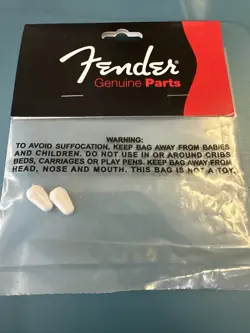 Fender
Genuine Parts
WARNING:
TO AVOID SUFFOCATION, KEEP BAG AWAY FROM BABIES
AND CHILDREN. DO NOT USE IN OR AROUND CRIBS
BEDS, CARRIAGES OR PLAY PENS. KEEP BAG AWAY FROM
HEAD, NOSE AND MOUTH. THIS BAG IS NOT A TOY.